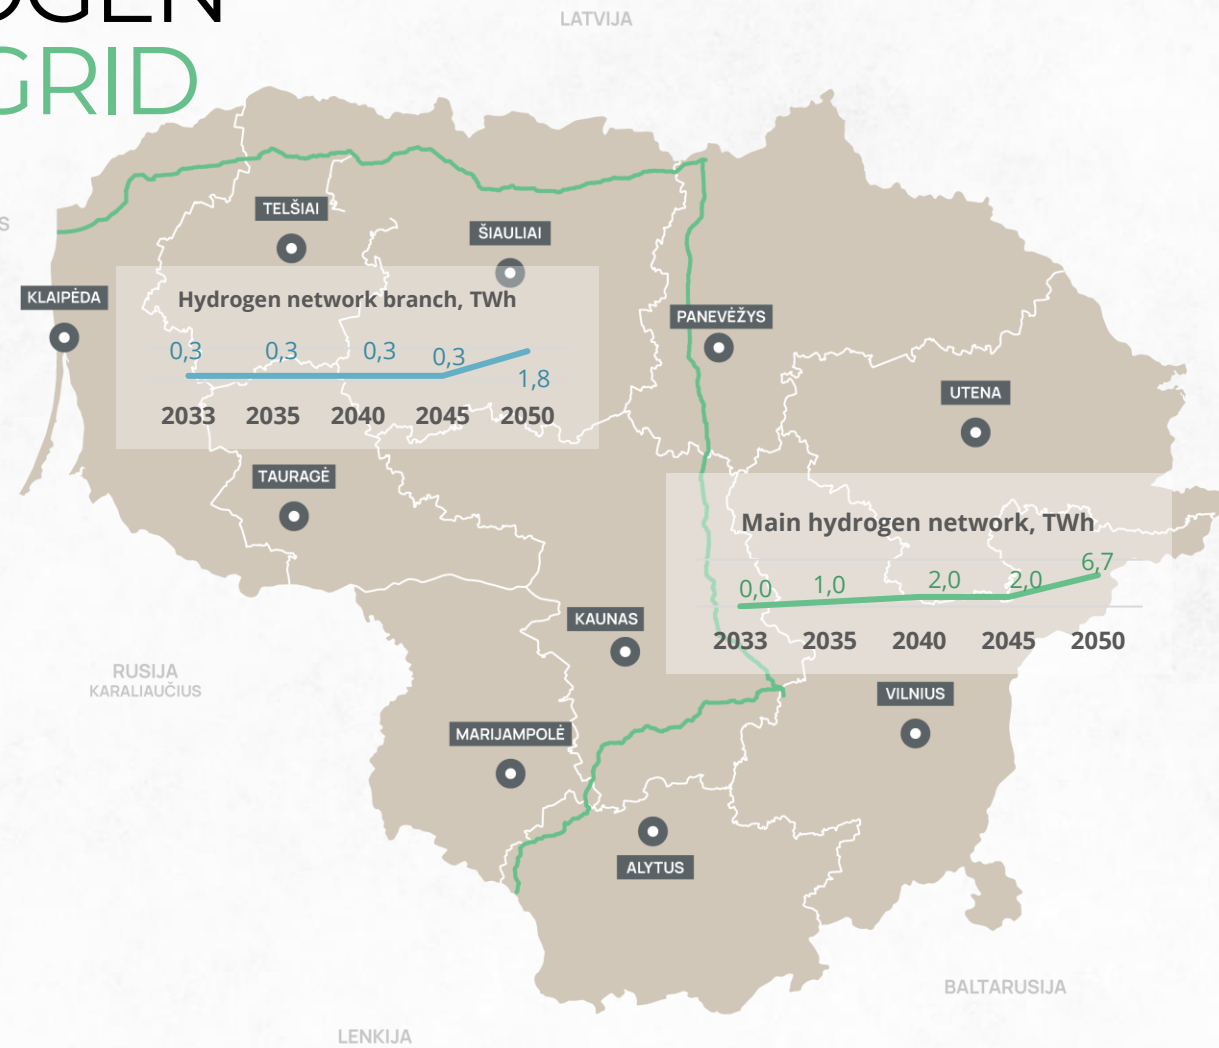 GRID
LATVIJA
TELŠIAI
ŠIAULIAI
KLAIPĖDA
Hydrogen network branch, TWh
0,3 0,3 0,3 0,3 1,8
2033 2035 2040 2045 2050
PANEVĖŽYS
UTENA
TAURAGĖ
Main hydrogen network, TWh
0,0 1,0 2,0 2,0 6,7
2033 2035 2040 2045 2050
KAUNAS
RUSIJA
KARALIAUČIUS
VILNIUS
MARIJAMPOLĖ
ALYTUS
BALTARUSIJA
LENKIJA